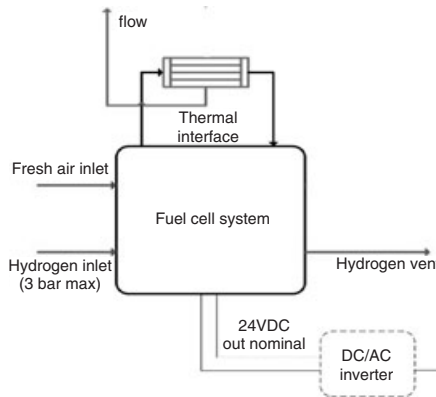 flow
Thermal
interface
Fresh air inlet
Fuel cell system
Hydrogen inlet
(3 bar max)
Hydrogen ven
24VDC
out nominal
DC/AC
inverter